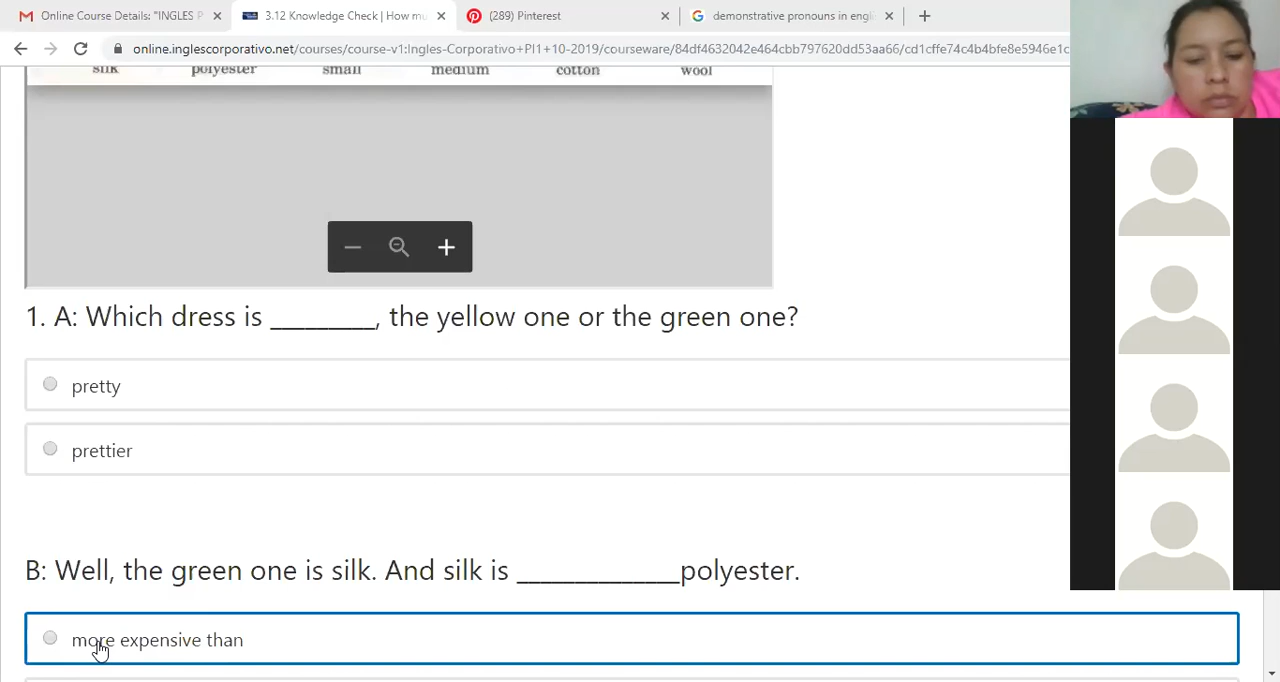 Online Course Details: "INGLES P
3.12 Knowledge Check | How mu
(289) Pinterest
demonstrative pronouns in engli
online.inglescorporativo.net/courses/course-v1:Ingles-Corporativo+PI1+10-2019/courseware/84df4632042e464cbb797620dd53aa66/cd1cffe74c4b4bfe8e5946e1c
silk polyester small medium cotton wool
1. A: Which dress is _________, the yellow one or the green one?
pretty
prettier
B: Well, the green one is silk. And silk is ______________polyester.
more expensive than